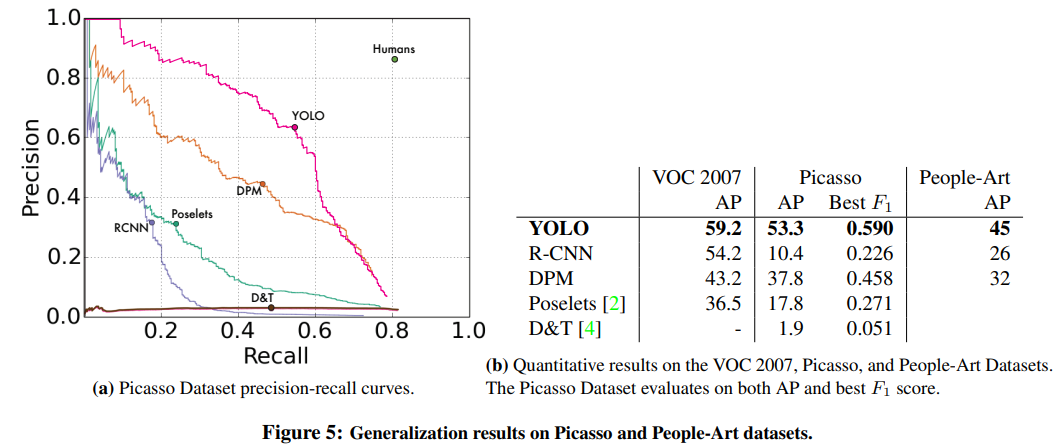 1.0
0.8
0.6
0.4
0.2
0.0
Precision
Humans
YOLO
DPM
Poselets
RCNN
D&T
0.2 0.4 0.6 0.8 1.0
Recall
(a) Picasso Dataset precision-recall curves.
VOC 2007 Picasso People-Art
AP AP Best F1 AP
YOLO 59.2 53.3 0.590 45
R-CNN 54.2 10.4 0.226 26
DPM 43.2 37.8 0.458 32
Poselets [2] 36.5 17.8 0.271
D&T [4] - 1.9 0.051
(b) Quantitative results on the VOC 2007, Picasso, and People-Art Datasets.
The Picasso Dataset evaluates on both AP and best F1 score.
Figure 5: Generalization results on Picasso and People-Art datasets.